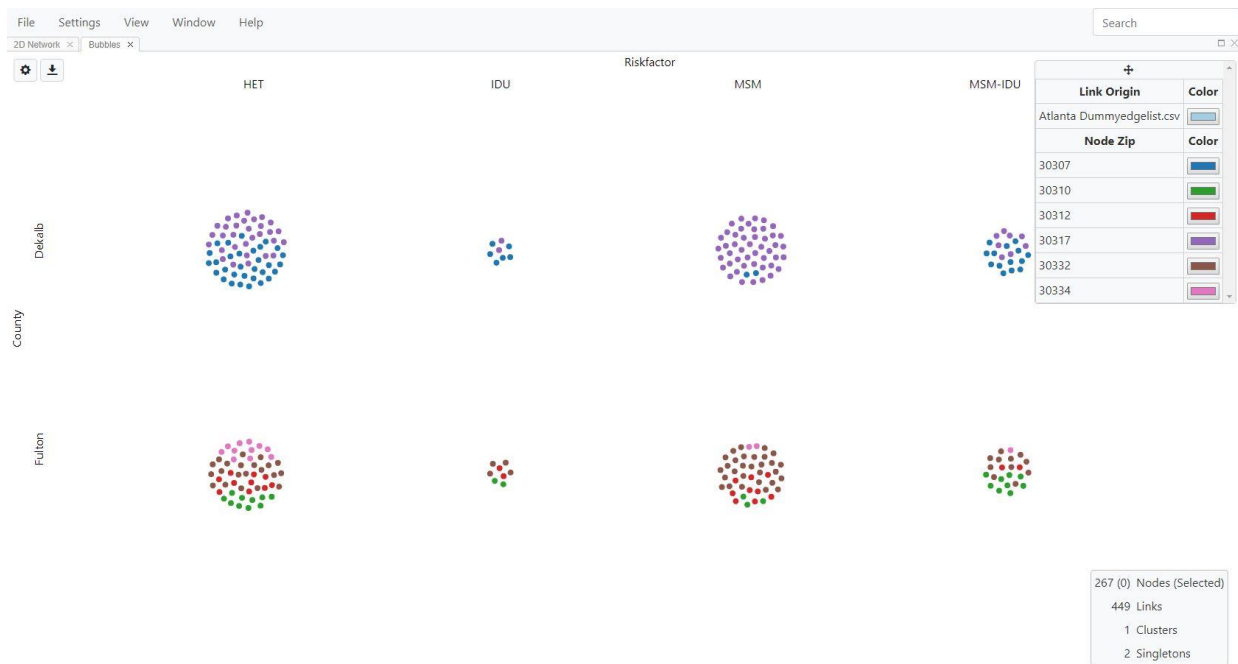 File Settings View Window Help Search
2D Network × Bubbles ×
Riskfactor
HET IDU MSM MSM-IDU
Link Origin Color
Atlanta Dummyedgelist.csv
Node Zip Color
30307
30310
30312
30317
30332
30334
Dekalb
County
Fulton
267 (0) Nodes (Selected)
449 Links
1 Clusters
2 Singletons